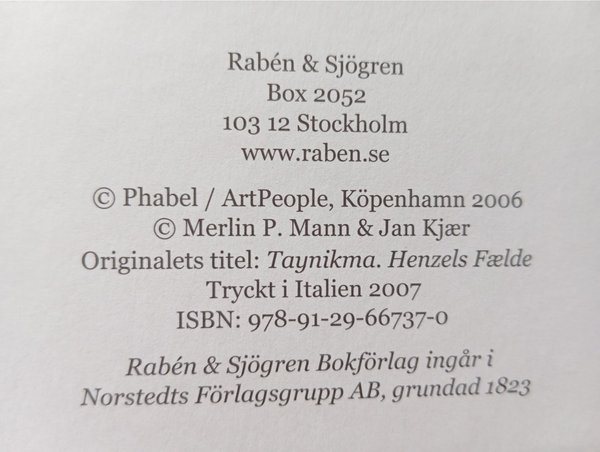 Rabén & Sjögren
Box 2052
103 12 Stockholm
www.raben.se
© Phabel / ArtPeople, Köpenhamn 2006
© Merlin P. Mann & Jan Kjær
Originalets titel: Taynikma. Henzels Fælde
Tryckt i Italien 2007
ISBN: 978-91-29-66737-0
Rabén & Sjögren Bokförlag ingår i
Norstedts Förlagsgrupp AB, grundad 1823